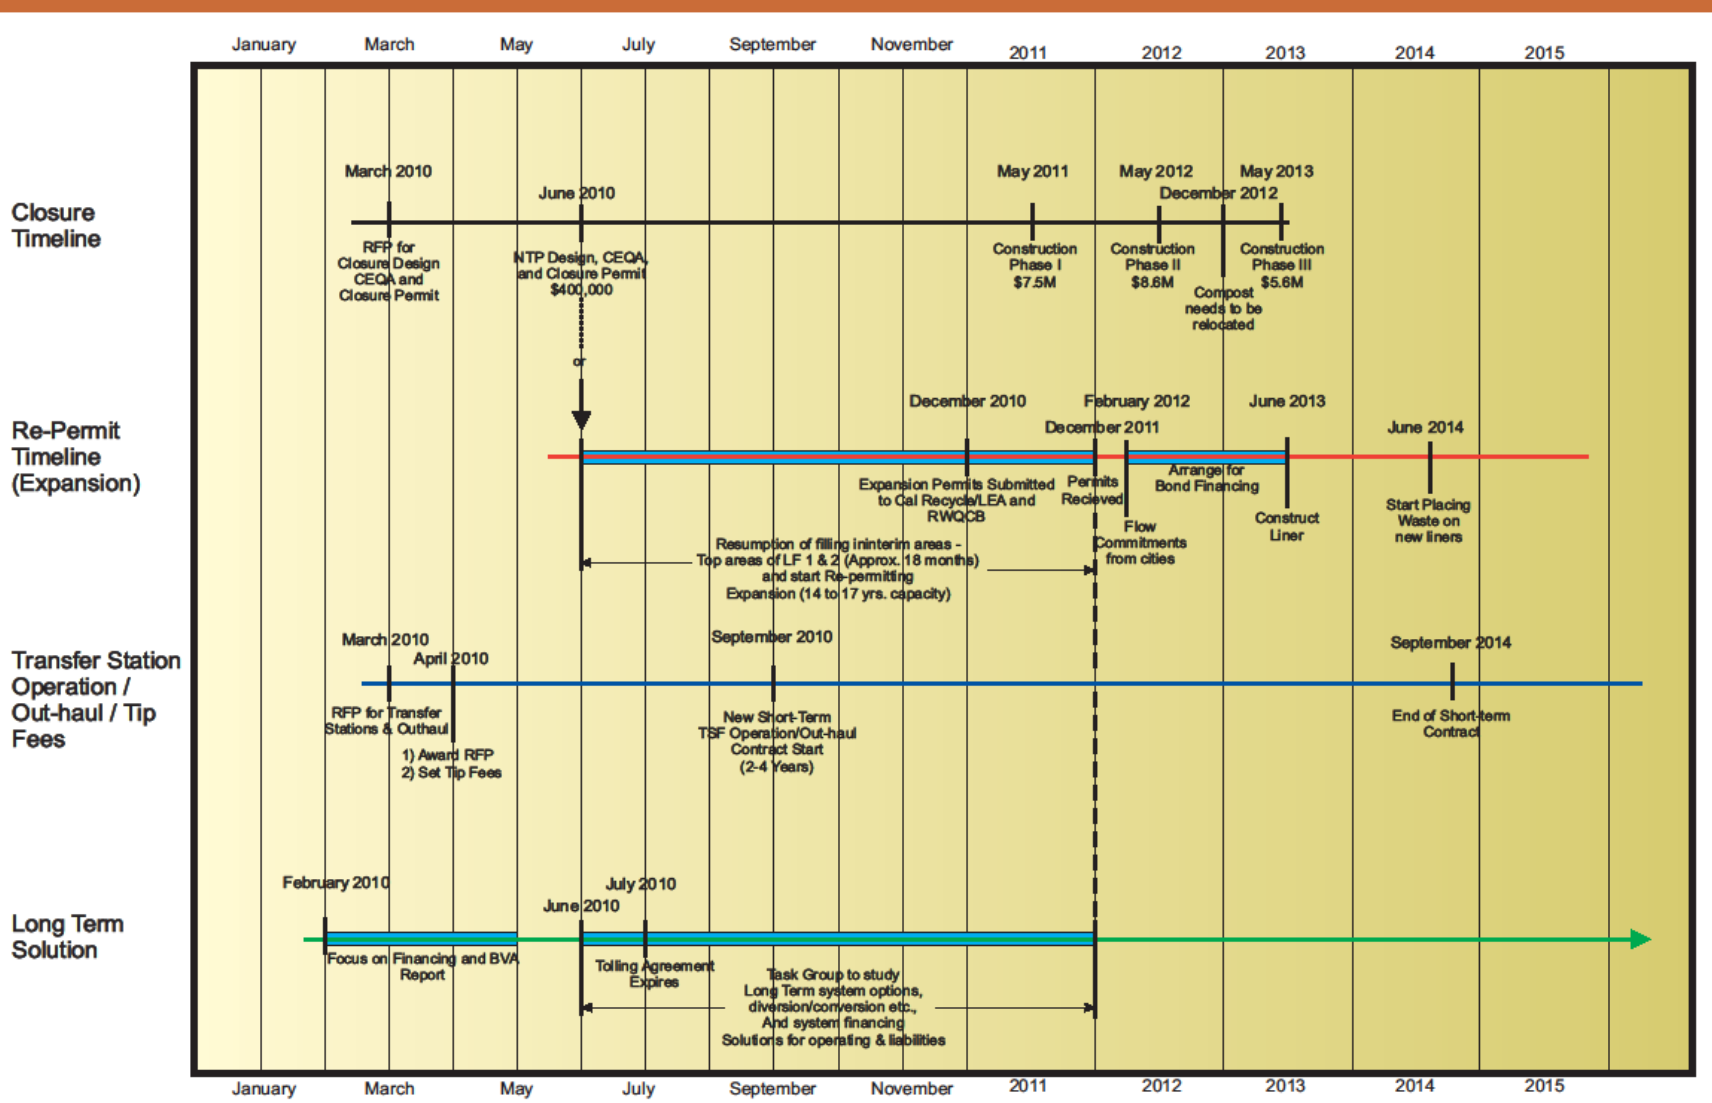 January March May July September November 2011 2012 2013 2014 2015
Closure
Timeline
March 2010
RFP for
Closure Design
CEQA and
Closure Permit
June 2010
NTP Design, CEQA,
and Closure Permit
$400,000
or
May 2011
Construction
Phase I
$7.5M
May 2012
Construction
Phase II
$8.6M
December 2012
Compost
needs to be
relocated
May 2013
Construction
Phase III
$5.6M
Re-Permit
Timeline
(Expansion)
December 2010
Expansion Permits Submitted
to Cal Recycle/LEA and
RWQCB
December 2011
Permits
Recieved
February 2012
Flow
Commitments
from cities
Arrange for
Bond Financing
June 2013
Construct
Liner
June 2014
Start Placing
Waste on
new liners
Resumption of filling ininterim areas -
Top areas of LF 1 & 2 (Approx. 18 months)
and start Re-permitting
Expansion (14 to 17 yrs. capacity)
Transfer Station
Operation /
Out-haul / Tip
Fees
March 2010
RFP for Transfer
Stations & Outhaul
April 2010
1) Award RFP
2) Set Tip Fees
September 2010
New Short-Term
TSF Operation/Out-haul
Contract Start
(2-4 Years)
September 2014
End of Short-term
Contract
Long Term
Solution
February 2010
Focus on Financing and BVA
Report
June 2010
July 2010
Tolling Agreement
Expires
Task Group to study
Long Term system options,
diversion/conversion etc.,
And system financing
Solutions for operating & liabilities
January March May July September November 2011 2012 2013 2014 2015